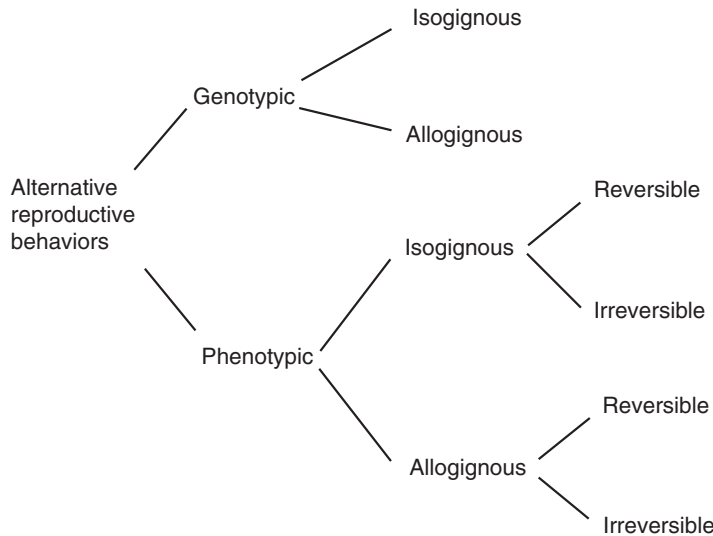 Isogignous
Genotypic
Allogignous
Alternative
reproductive
behaviors
Reversible
Isogignous
Irreversible
Phenotypic
Reversible
Allogignous
Irreversible